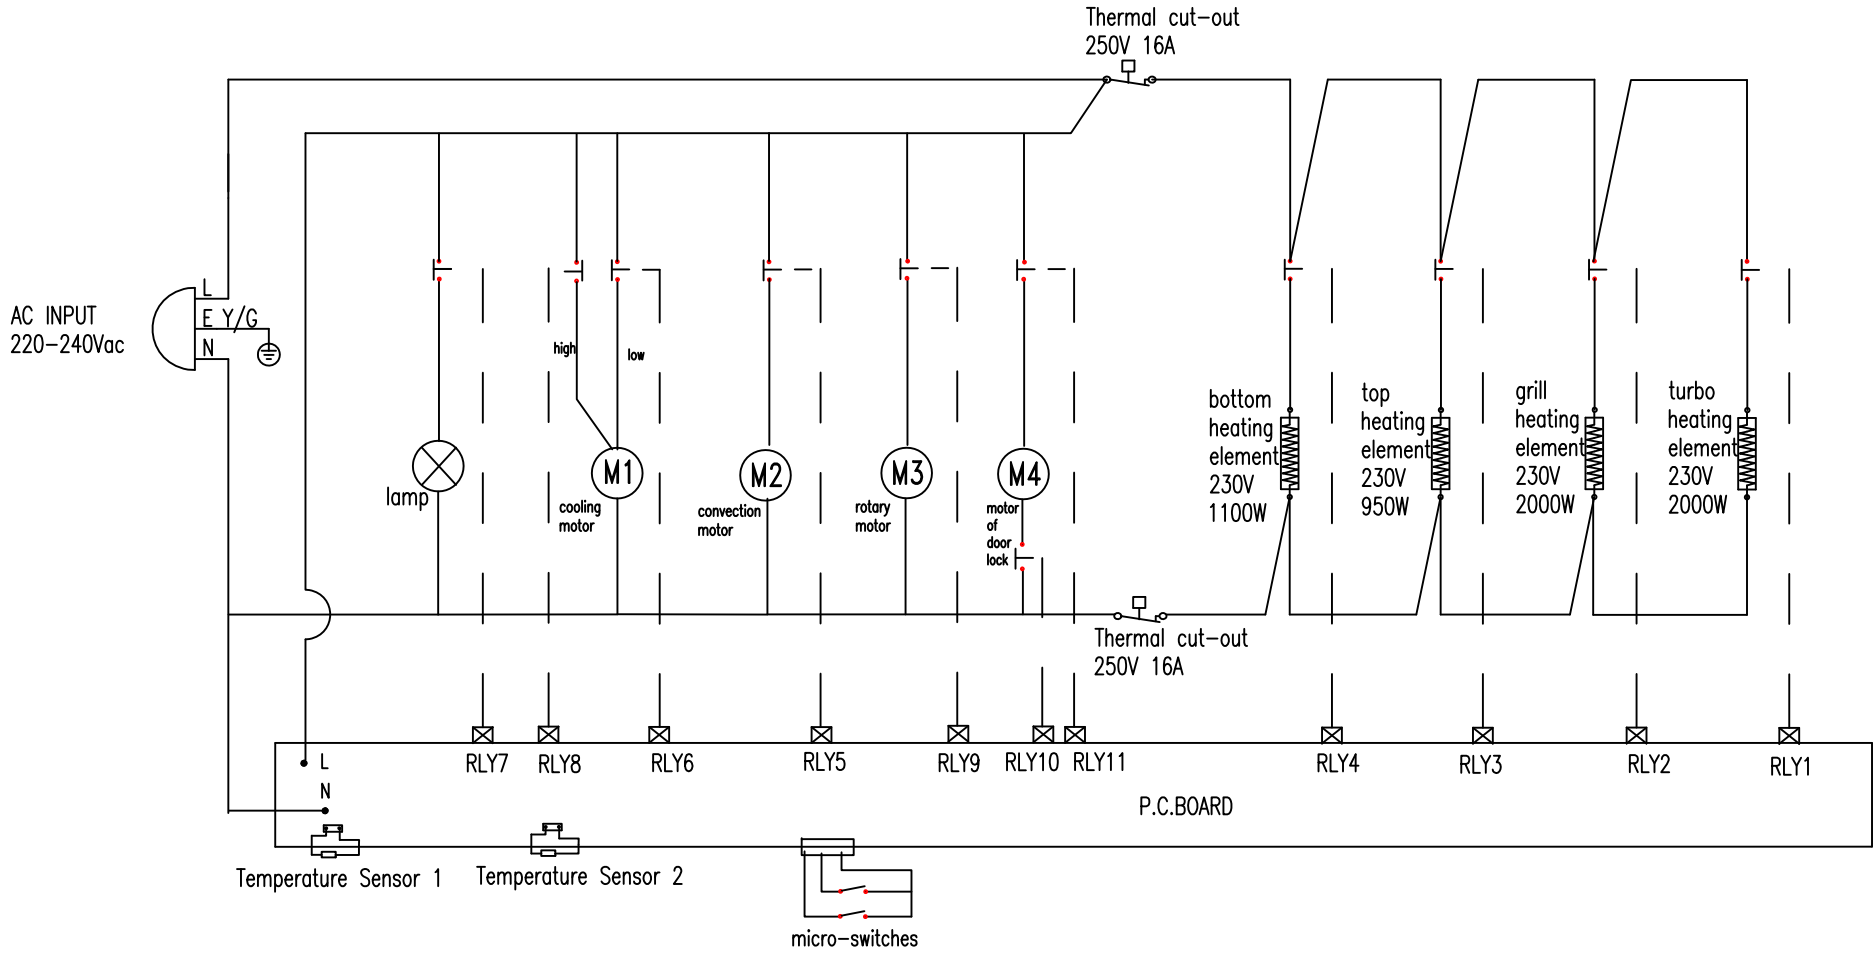 Thermal cut-out
250V 16A
AC INPUT
220-240Vac
L
E Y/G
N
high
low
lamp
M1
cooling
motor
M2
convection
motor
M3
rotary
motor
M4
motor
of
door
lock
bottom
heating
element
230V
1100W
top
heating
element
230V
950W
grill
heating
element
230V
2000W
turbo
heating
element
230V
2000W
Thermal cut-out
250V 16A
L
N
RLY7
RLY8
RLY6
RLY5
RLY9
RLY10
RLY11
RLY4
RLY3
RLY2
RLY1
P.C.BOARD
Temperature Sensor 1
Temperature Sensor 2
micro-switches